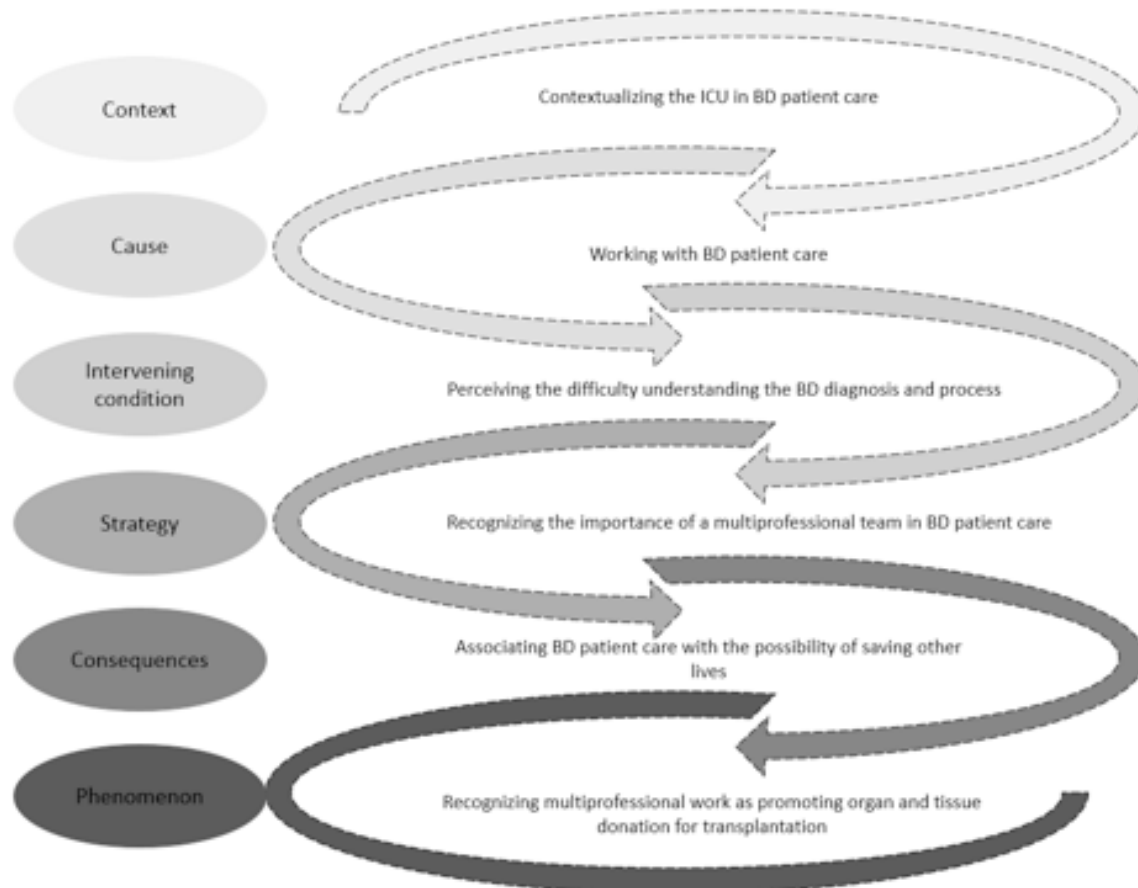 Context
Contextualizing the ICU in BD patient care
Cause
Working with BD patient care
Intervening
condition
Perceiving the difficulty understanding the BD diagnosis and process
Strategy
Recognizing the importance of a multiprofessional team in BD patient care
Consequences
Associating BD patient care with the possibility of saving other
lives
Phenomenon
Recognizing multiprofessional work as promoting organ and tissue
donation for transplantation